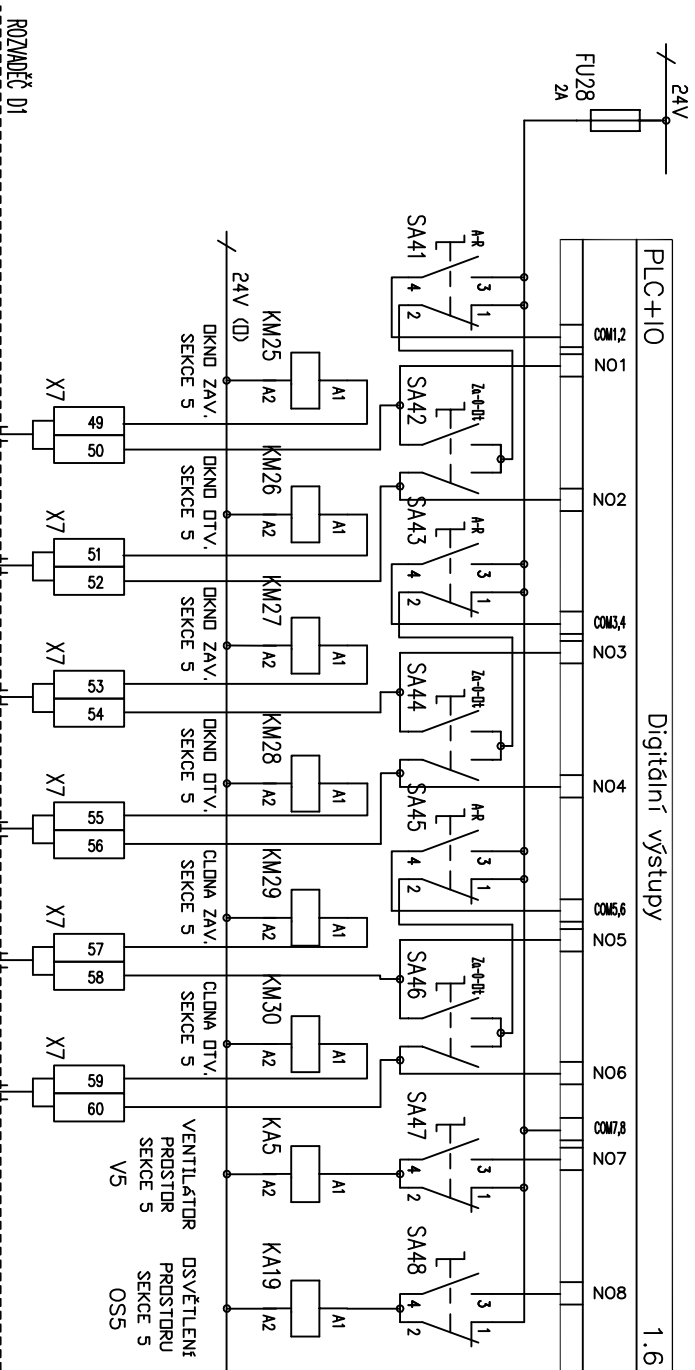 24V
FU28
2A
PLC+IO
Digitální výstupy
1.6
COM1,2
NO1
NO2
COM3,4
NO3
NO4
COM5,6
NO5
NO6
COM7,8
NO7
NO8
SA41
A-R
3
4
1
2
SA42
Za-0-Ot
SA43
A-R
3
4
1
2
SA44
Za-0-Ot
SA45
A-R
3
4
1
2
SA46
Za-0-Ot
SA47
3
4
1
2
SA48
3
4
1
2
24V (0)
KM25
A1
A2
KM26
A1
A2
KM27
A1
A2
KM28
A1
A2
KM29
A1
A2
KM30
A1
A2
KA5
A1
A2
KA19
A1
A2
OKNO ZAV.
SEKCE 5
OKNO OTV.
SEKCE 5
OKNO ZAV.
SEKCE 5
OKNO OTV.
SEKCE 5
CLONA ZAV.
SEKCE 5
CLONA OTV.
SEKCE 5
VENTILÁTOR
PROSTOR
SEKCE 5
V5
OSVĚTLENÍ
PROSTORU
SEKCE 5
OS5
X7
49
50
X7
51
52
X7
53
54
X7
55
56
X7
57
58
X7
59
60
ROZVADĚČ D1